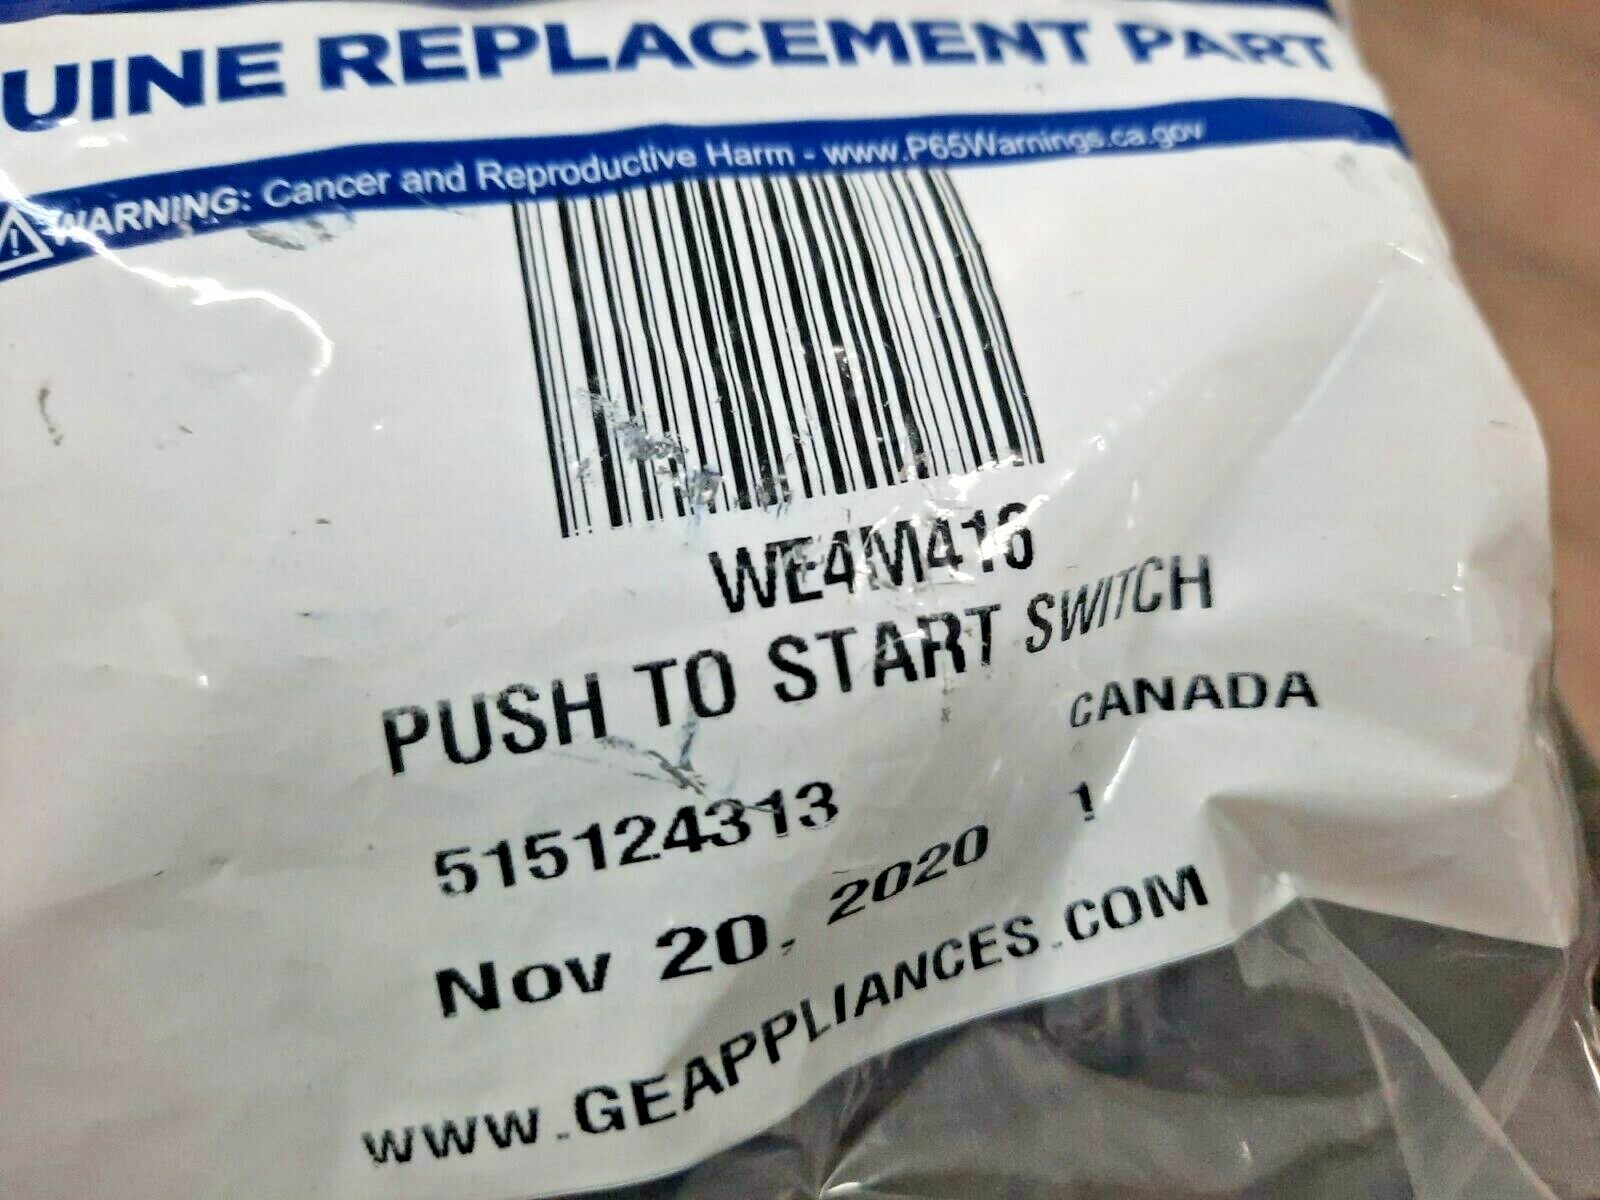 UINE REPLACEMENT PART
WARNING: Cancer and Reproductive Harm - www.P65Warnings.ca.gov
WE4M416
PUSH TO START SWITCH
CANADA
515124313 1
Nov 20, 2020
WWW.GEAPPLIANCES.COM